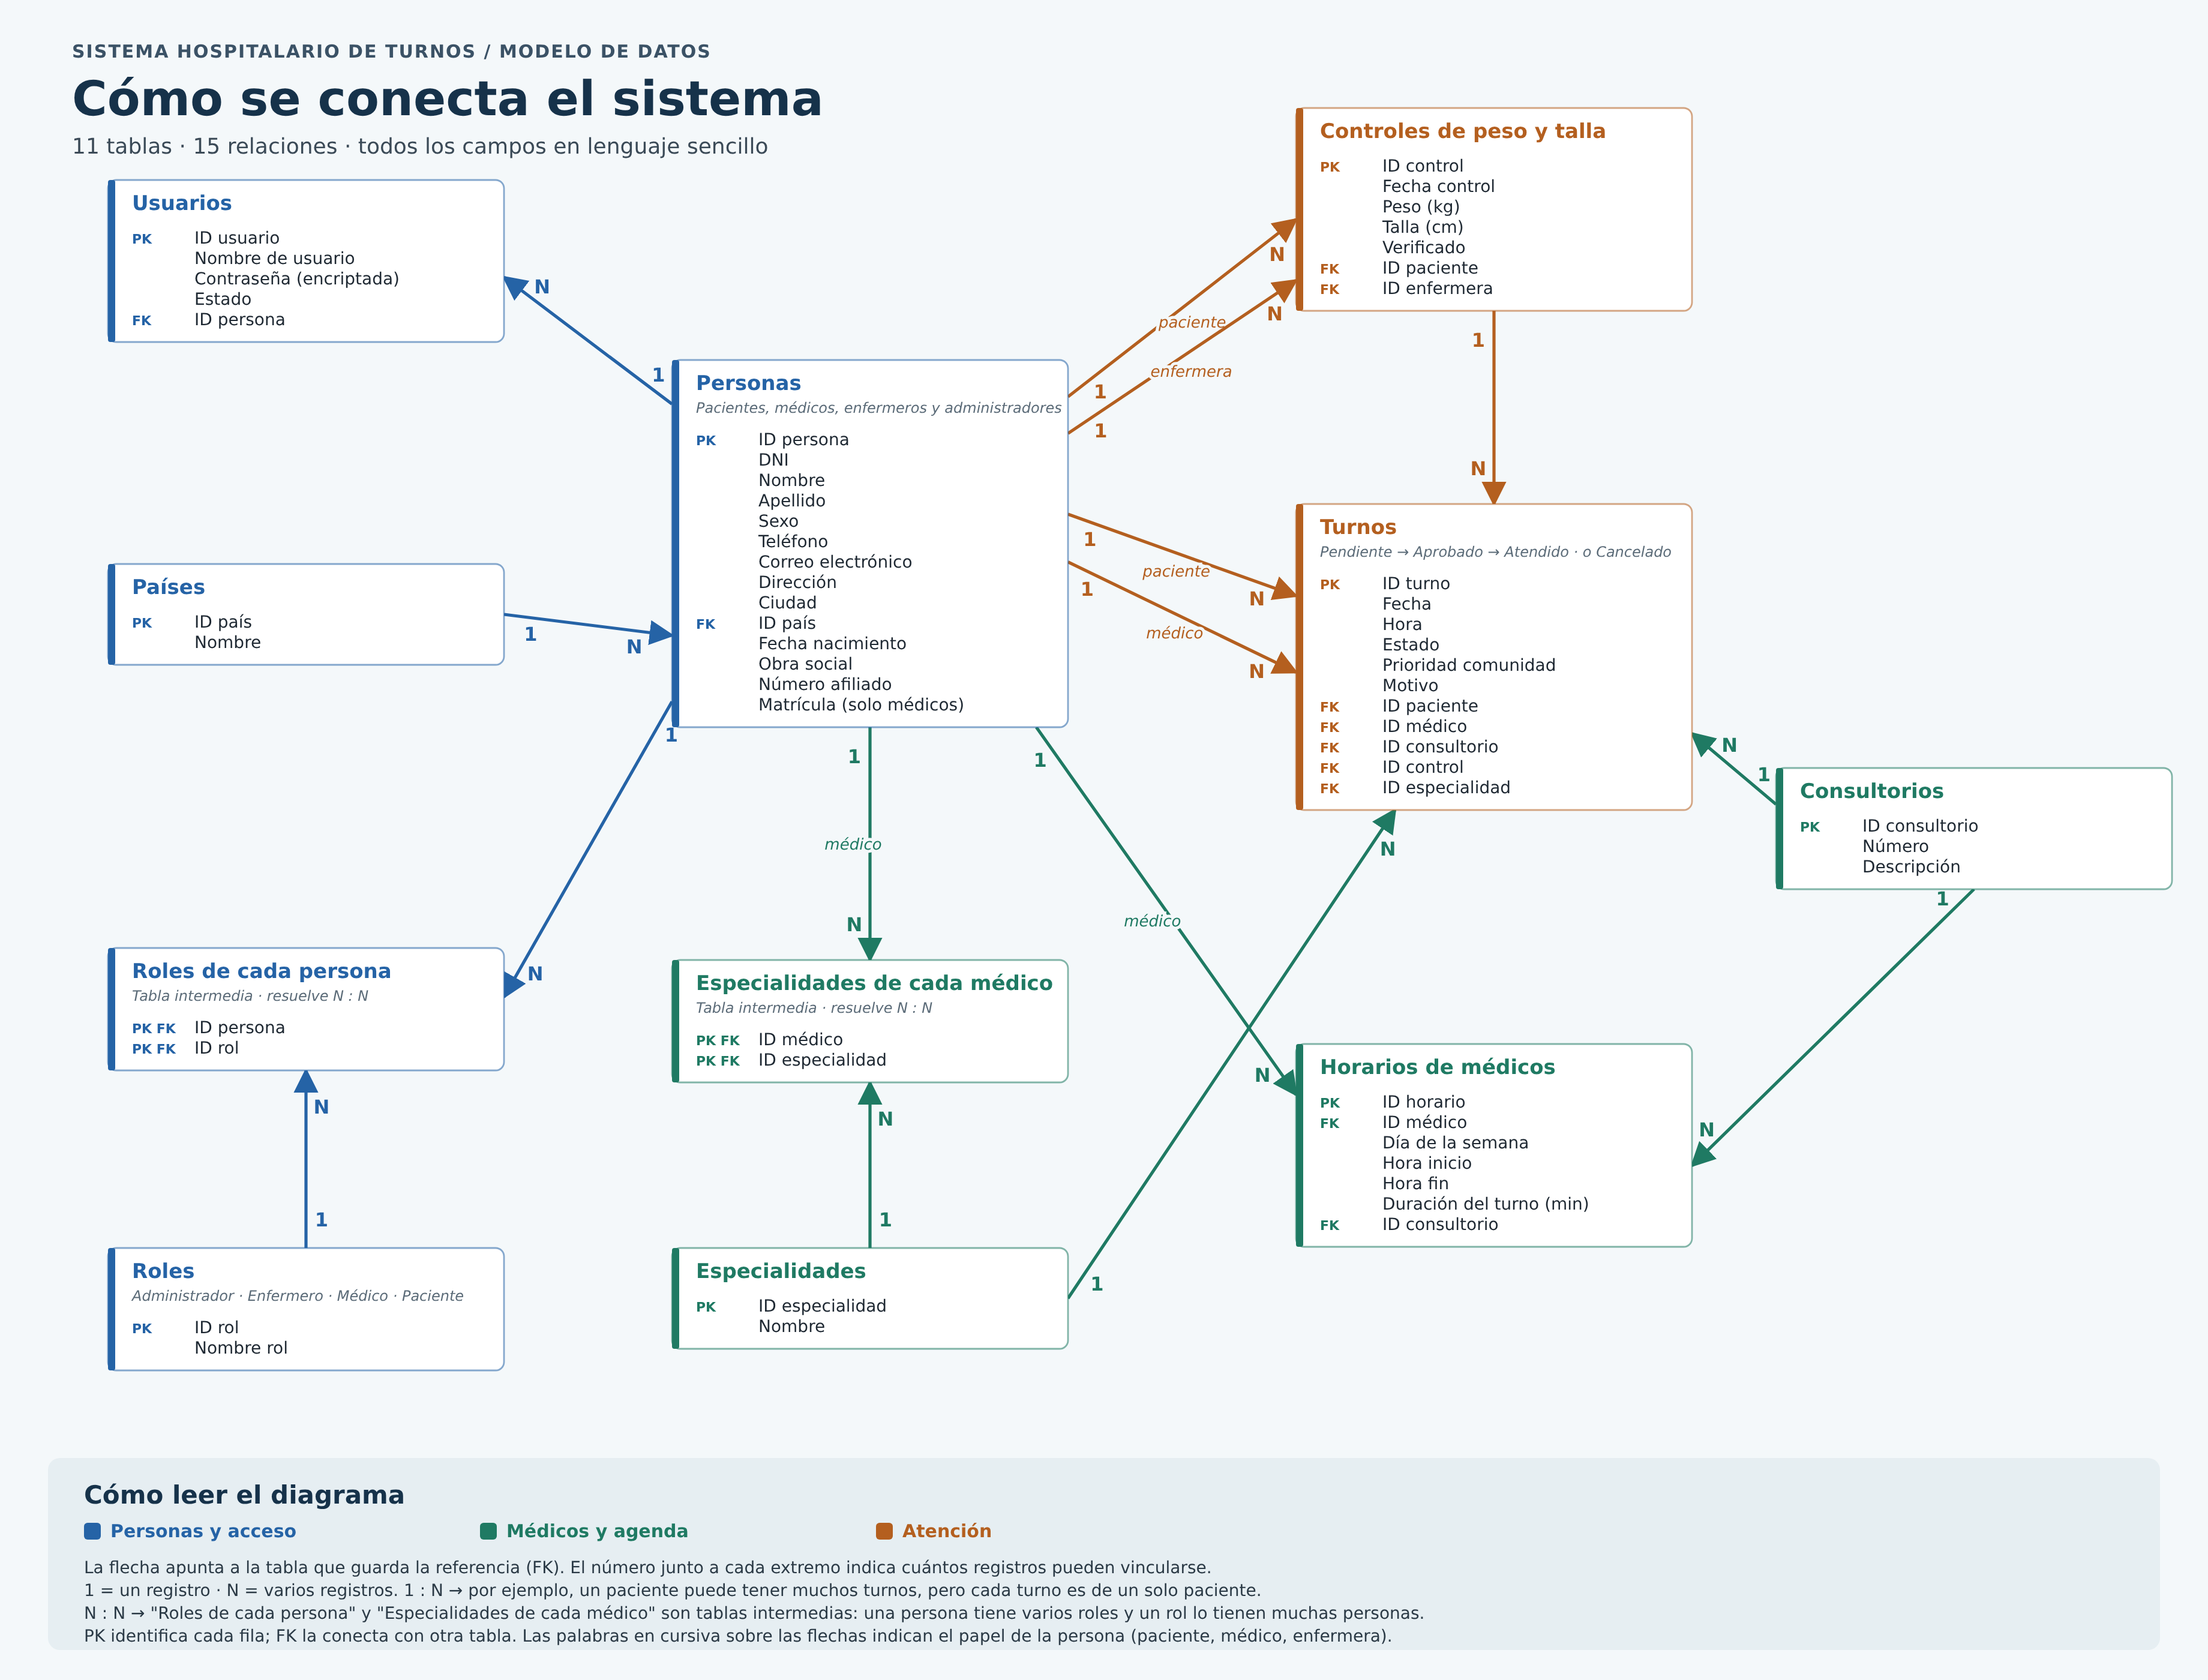 SISTEMA HOSPITALARIO DE TURNOS / MODELO DE DATOS
Cómo se conecta el sistema
11 tablas · 15 relaciones · todos los campos en lenguaje sencillo
Usuarios
PK ID usuario
Nombre de usuario
Contraseña (encriptada)
Estado
FK ID persona
N
1
Controles de peso y talla
PK ID control
Fecha control
Peso (kg)
Talla (cm)
Verificado
FK ID paciente
FK ID enfermera
N
N
paciente
enfermera
1
1
1
N
Personas
Pacientes, médicos, enfermeros y administradores
PK ID persona
DNI
Nombre
Apellido
Sexo
Teléfono
Correo electrónico
Dirección
Ciudad
FK ID país
Fecha nacimiento
Obra social
Número afiliado
Matrícula (solo médicos)
1
paciente
N
1
médico
N
Turnos
Pendiente → Aprobado → Atendido · o Cancelado
PK ID turno
Fecha
Hora
Estado
Prioridad comunidad
Motivo
FK ID paciente
FK ID médico
FK ID consultorio
FK ID control
FK ID especialidad
Países
PK ID país
Nombre
1
N
1
1
1
N
1
Consultorios
PK ID consultorio
Número
Descripción
1
médico
N
médico
N
N
Roles de cada persona
Tabla intermedia · resuelve N : N
PK FK ID persona
PK FK ID rol
N
Especialidades de cada médico
Tabla intermedia · resuelve N : N
PK FK ID médico
PK FK ID especialidad
N
N
N
Horarios de médicos
PK ID horario
FK ID médico
Día de la semana
Hora inicio
Hora fin
Duración del turno (min)
FK ID consultorio
1
1
1
Roles
Administrador · Enfermero · Médico · Paciente
PK ID rol
Nombre rol
Especialidades
PK ID especialidad
Nombre
Cómo leer el diagrama
Personas y acceso
Médicos y agenda
Atención
La flecha apunta a la tabla que guarda la referencia (FK). El número junto a cada extremo indica cuántos registros pueden vincularse.
1 = un registro · N = varios registros. 1 : N → por ejemplo, un paciente puede tener muchos turnos, pero cada turno es de un solo paciente.
N : N → "Roles de cada persona" y "Especialidades de cada médico" son tablas intermedias: una persona tiene varios roles y un rol lo tienen muchas personas.
PK identifica cada fila; FK la conecta con otra tabla. Las palabras en cursiva sobre las flechas indican el papel de la persona (paciente, médico, enfermera).